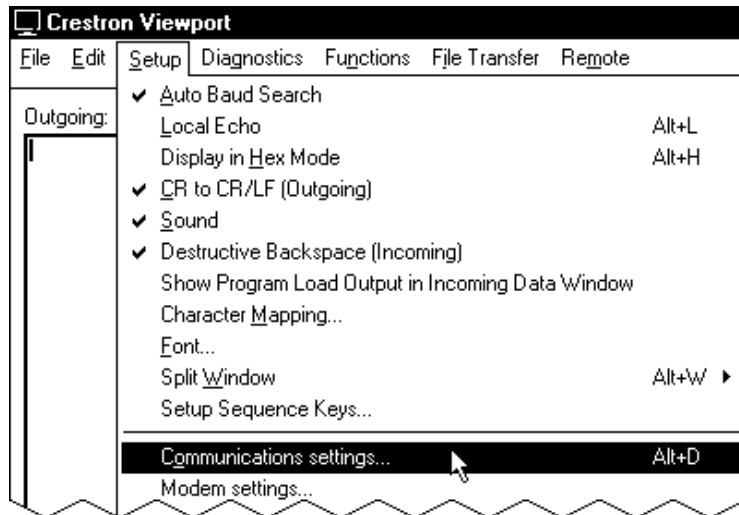 Crestron Viewport
File Edit Setup Diagnostics Functions File Transfer Remote
Outgoing:
✓ Auto Baud Search
Local Echo Alt+L
Display in Hex Mode Alt+H
✓ CR to CR/LF (Outgoing)
✓ Sound
✓ Destructive Backspace (Incoming)
Show Program Load Output in Incoming Data Window
Character Mapping...
Font...
Split Window Alt+W ▶
Setup Sequence Keys...
Communications settings... Alt+D
Modem settings...